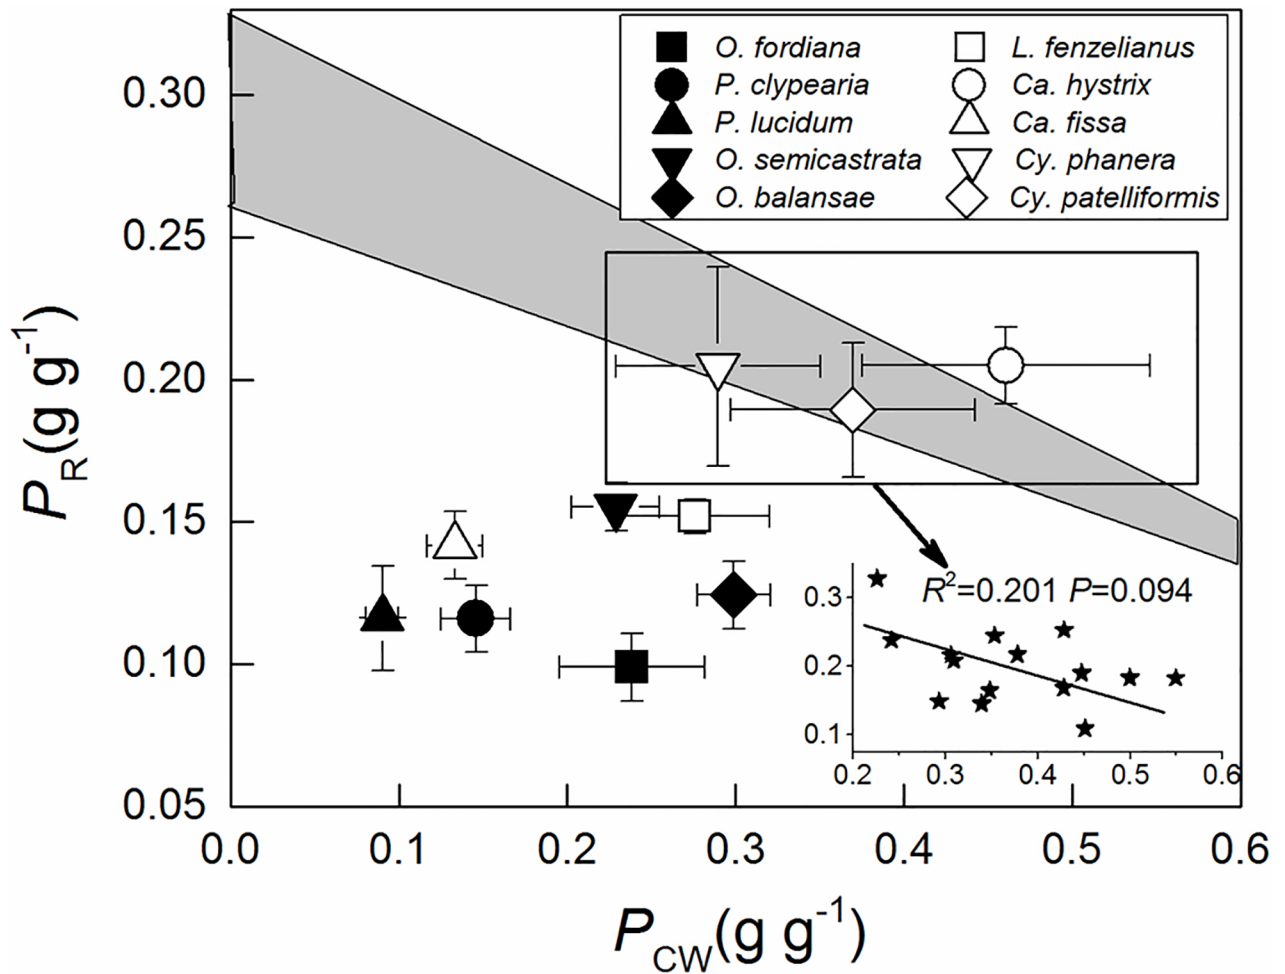 O. fordiana L. fenzelianus
P. clypearia Ca. hystrix
P. lucidum Ca. fissa
O. semicastrata Cy. phanera
O. balansae Cy. patelliformis
0.30
0.25
0.20
0.15
0.10
0.05
P_R(g g^-1)
R^2=0.201 P=0.094
0.3
0.2
0.1
0.2 0.3 0.4 0.5 0.6
0.0 0.1 0.2 0.3 0.4 0.5 0.6
P_CW(g g^-1)